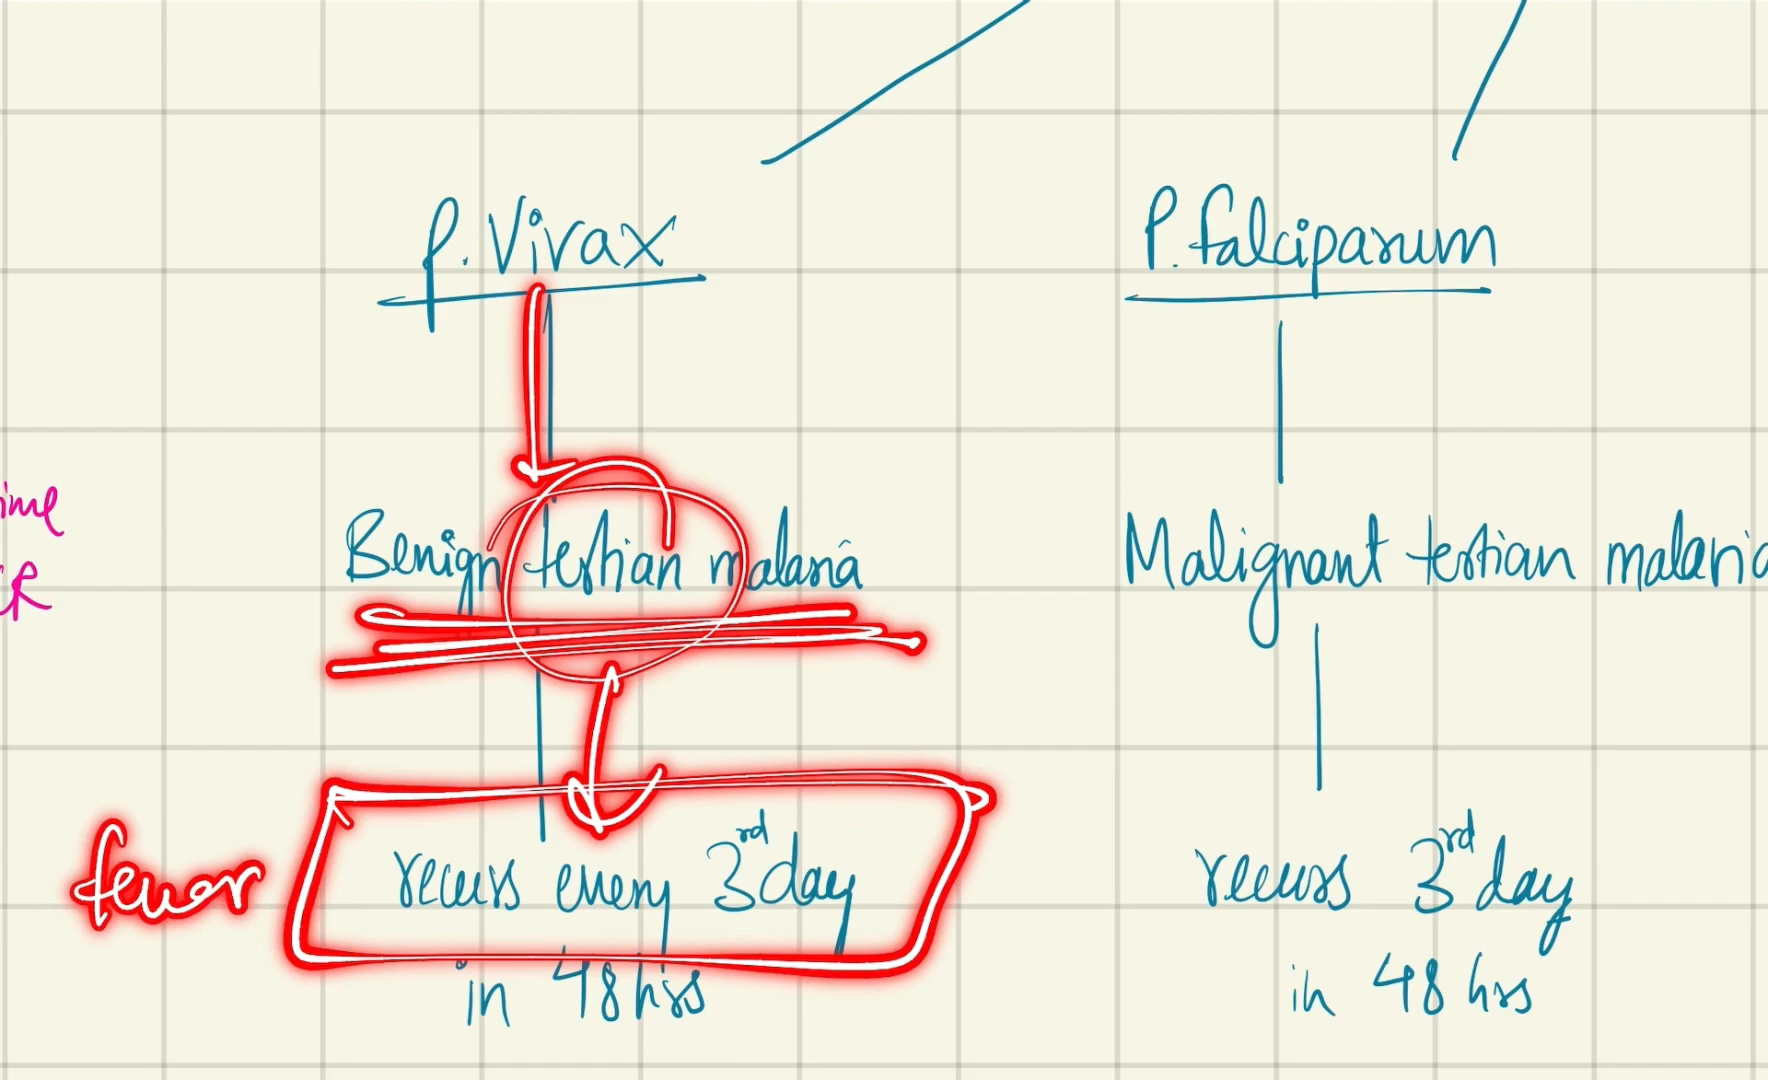 P. Vivax
P. falciparum
Benign tertian malaria
Malignant tertian malaria
fever
recurs every 3rd day
in 48 hrs
recurs 3rd day
in 48 hrs